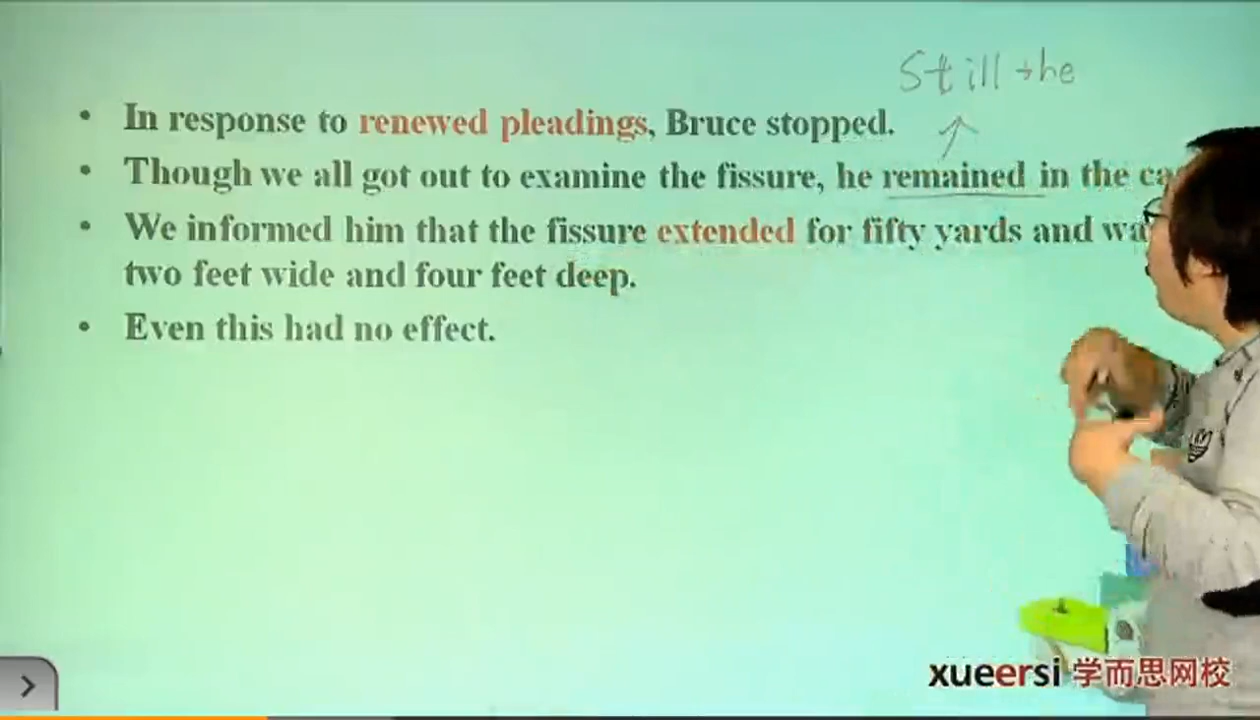 Still the
• In response to renewed pleadings, Bruce stopped.
• Though we all got out to examine the fissure, he remained in the
• We informed him that the fissure extended for fifty yards and
two feet wide and four feet deep.
• Even this had no effect.
xueersi 学而思网校